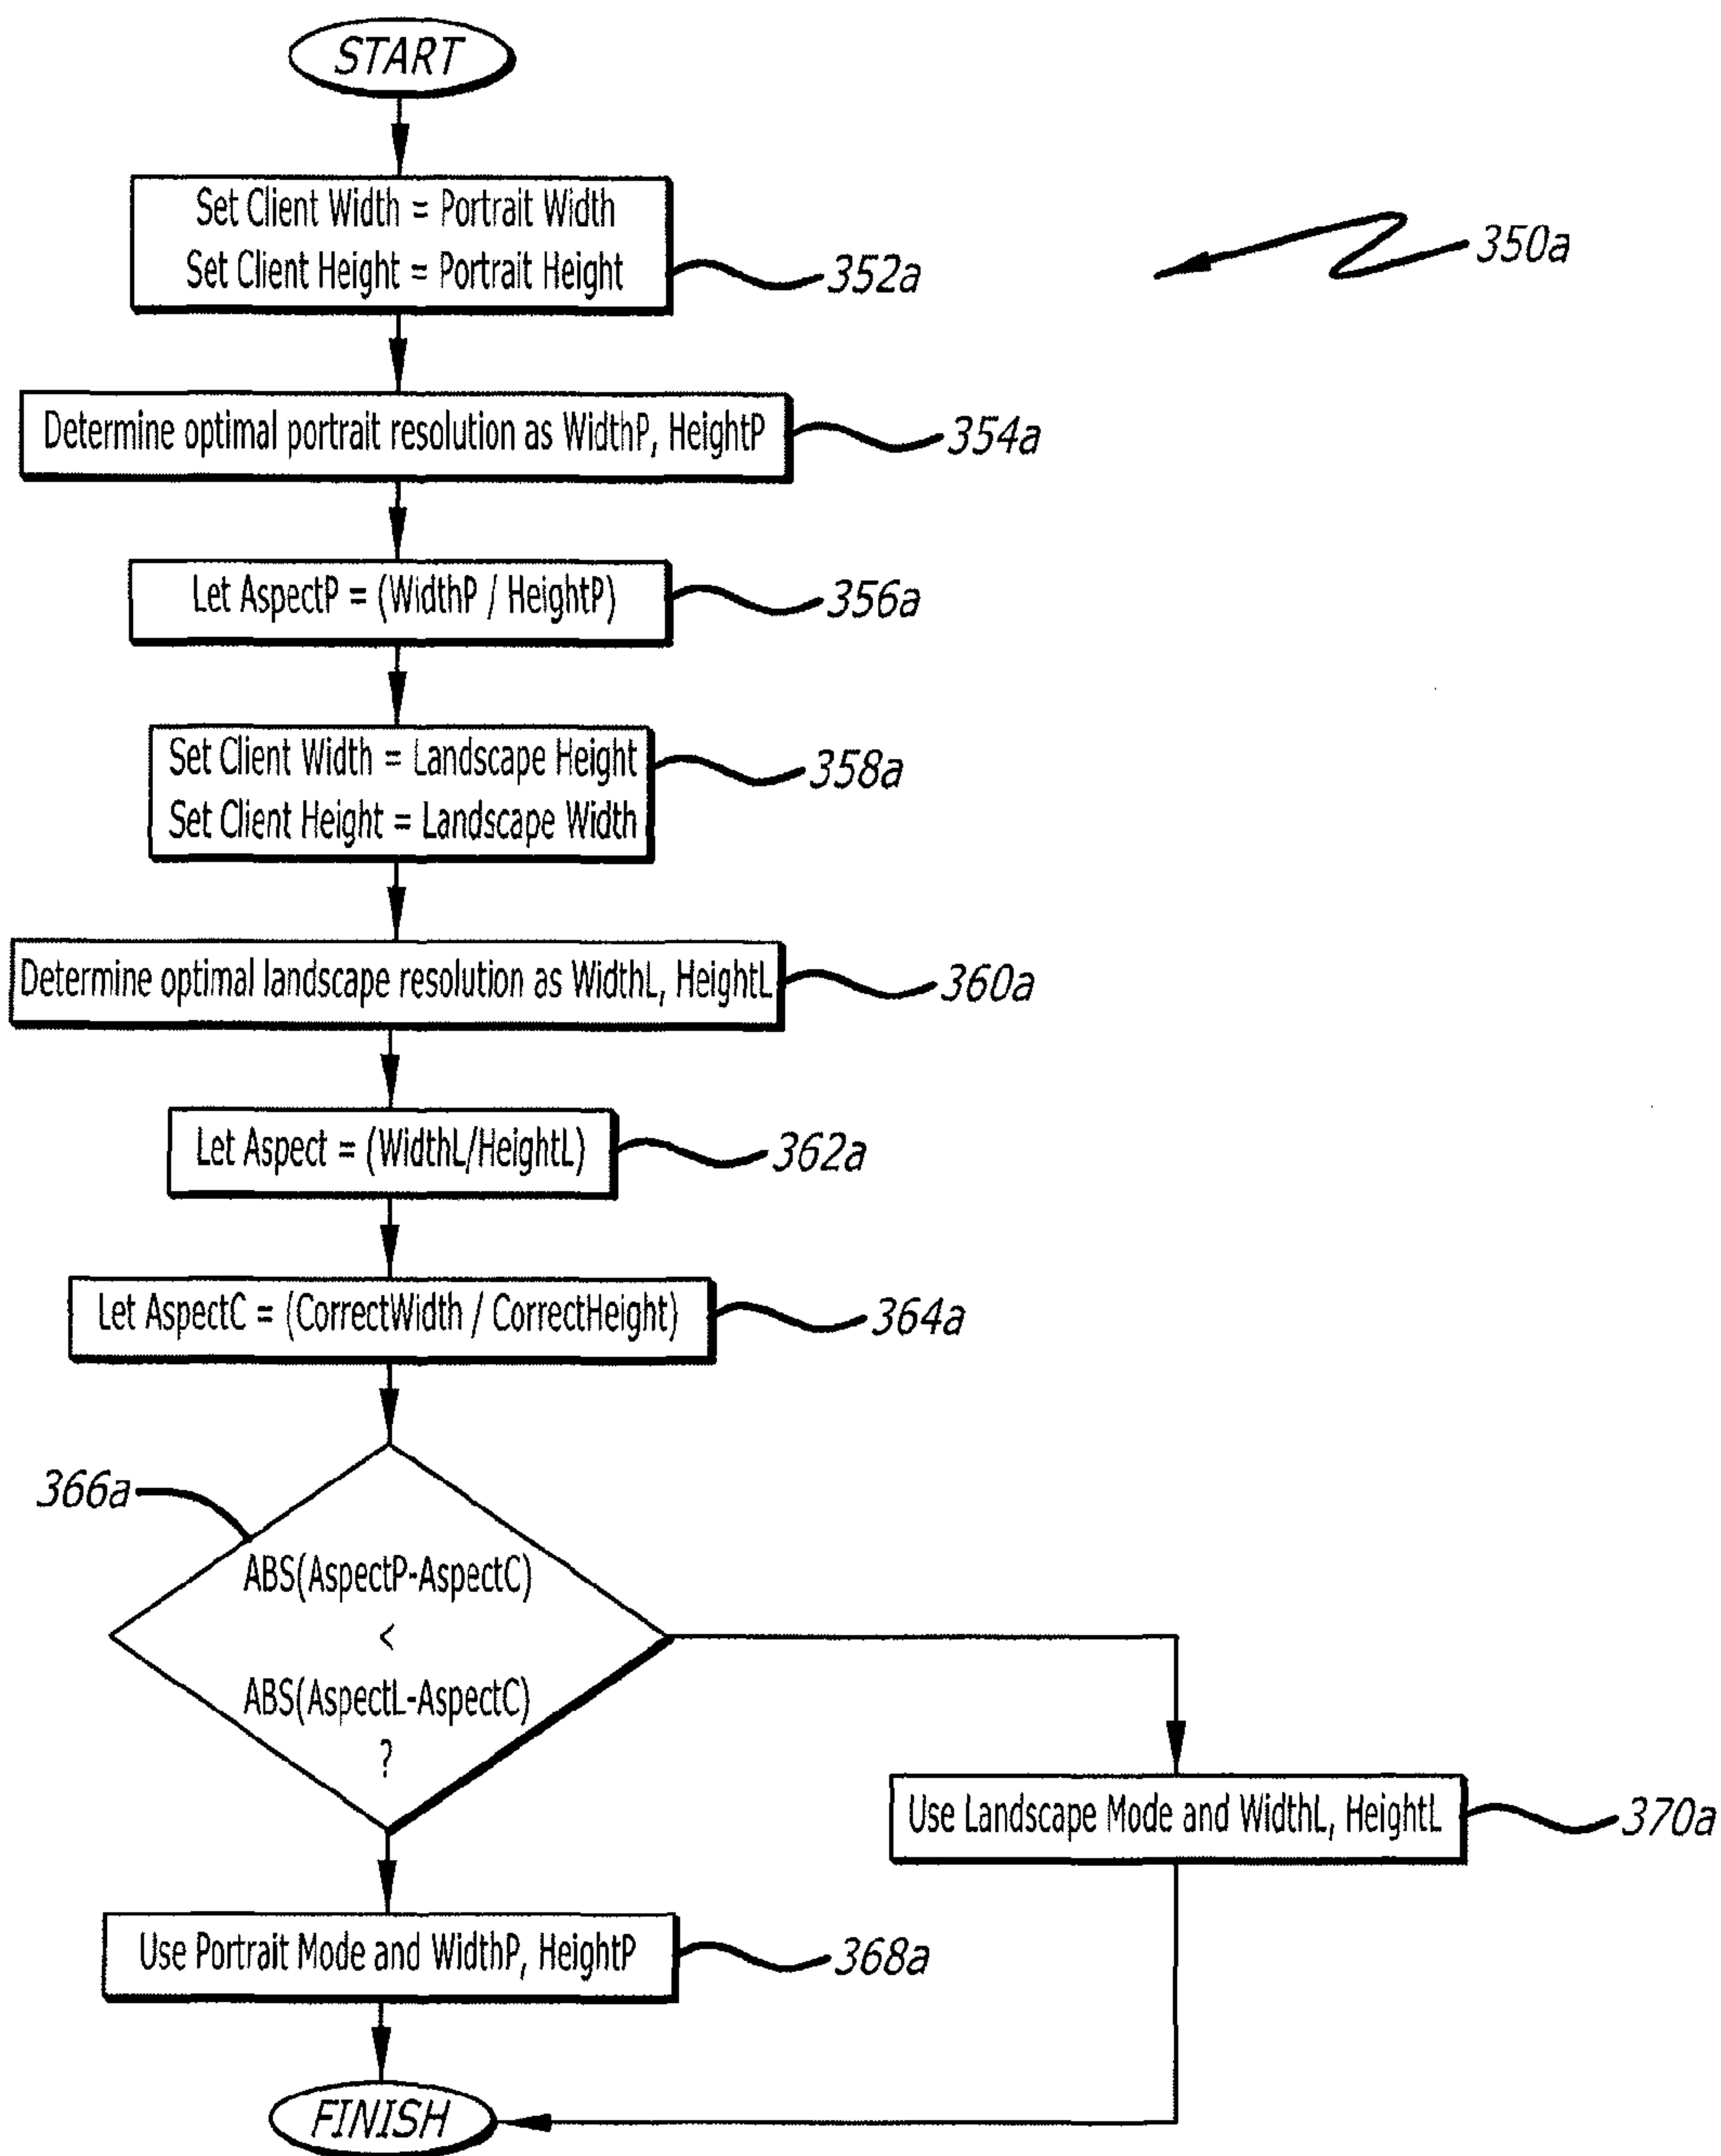 START
Set Client Width = Portrait Width
Set Client Height = Portrait Height
352a
350a
Determine optimal portrait resolution as WidthP, HeightP
354a
Let AspectP = (WidthP / HeightP)
356a
Set Client Width = Landscape Height
Set Client Height = Landscape Width
358a
Determine optimal landscape resolution as WidthL, HeightL
360a
Let Aspect = (WidthL/HeightL)
362a
Let AspectC = (CorrectWidth / CorrectHeight)
364a
366a
ABS(AspectP-AspectC)
<
ABS(AspectL-AspectC)
?
Use Landscape Mode and WidthL, HeightL
370a
Use Portrait Mode and WidthP, HeightP
368a
FINISH